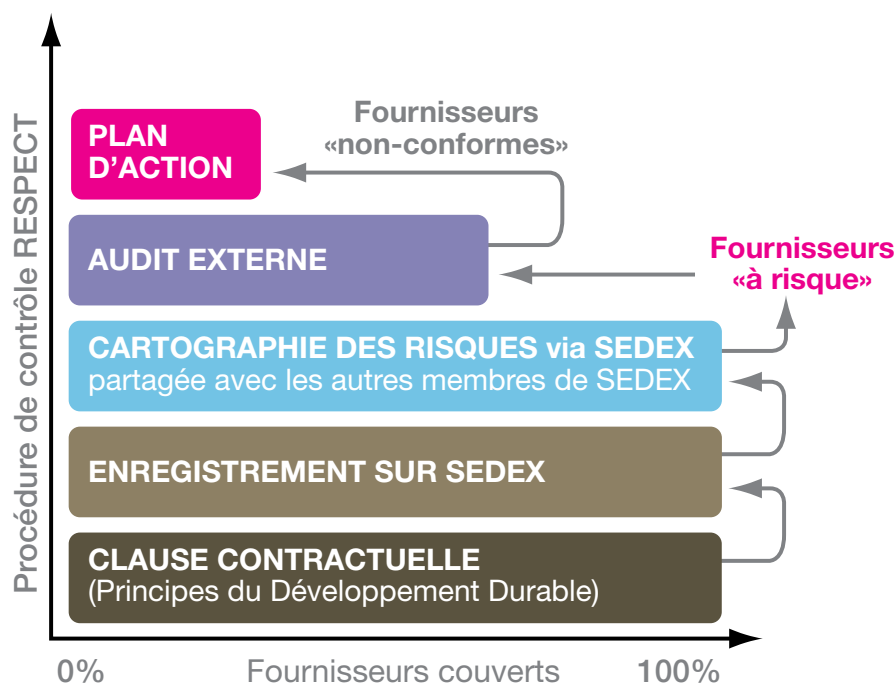 Procédure de contrôle RESPECT
PLAN
D’ACTION
Fournisseurs
«non-conformes»
AUDIT EXTERNE
Fournisseurs
«à risque»
CARTOGRAPHIE DES RISQUES via SEDEX
partagée avec les autres membres de SEDEX
ENREGISTREMENT SUR SEDEX
CLAUSE CONTRACTUELLE
(Principes du Développement Durable)
0% Fournisseurs couverts 100%